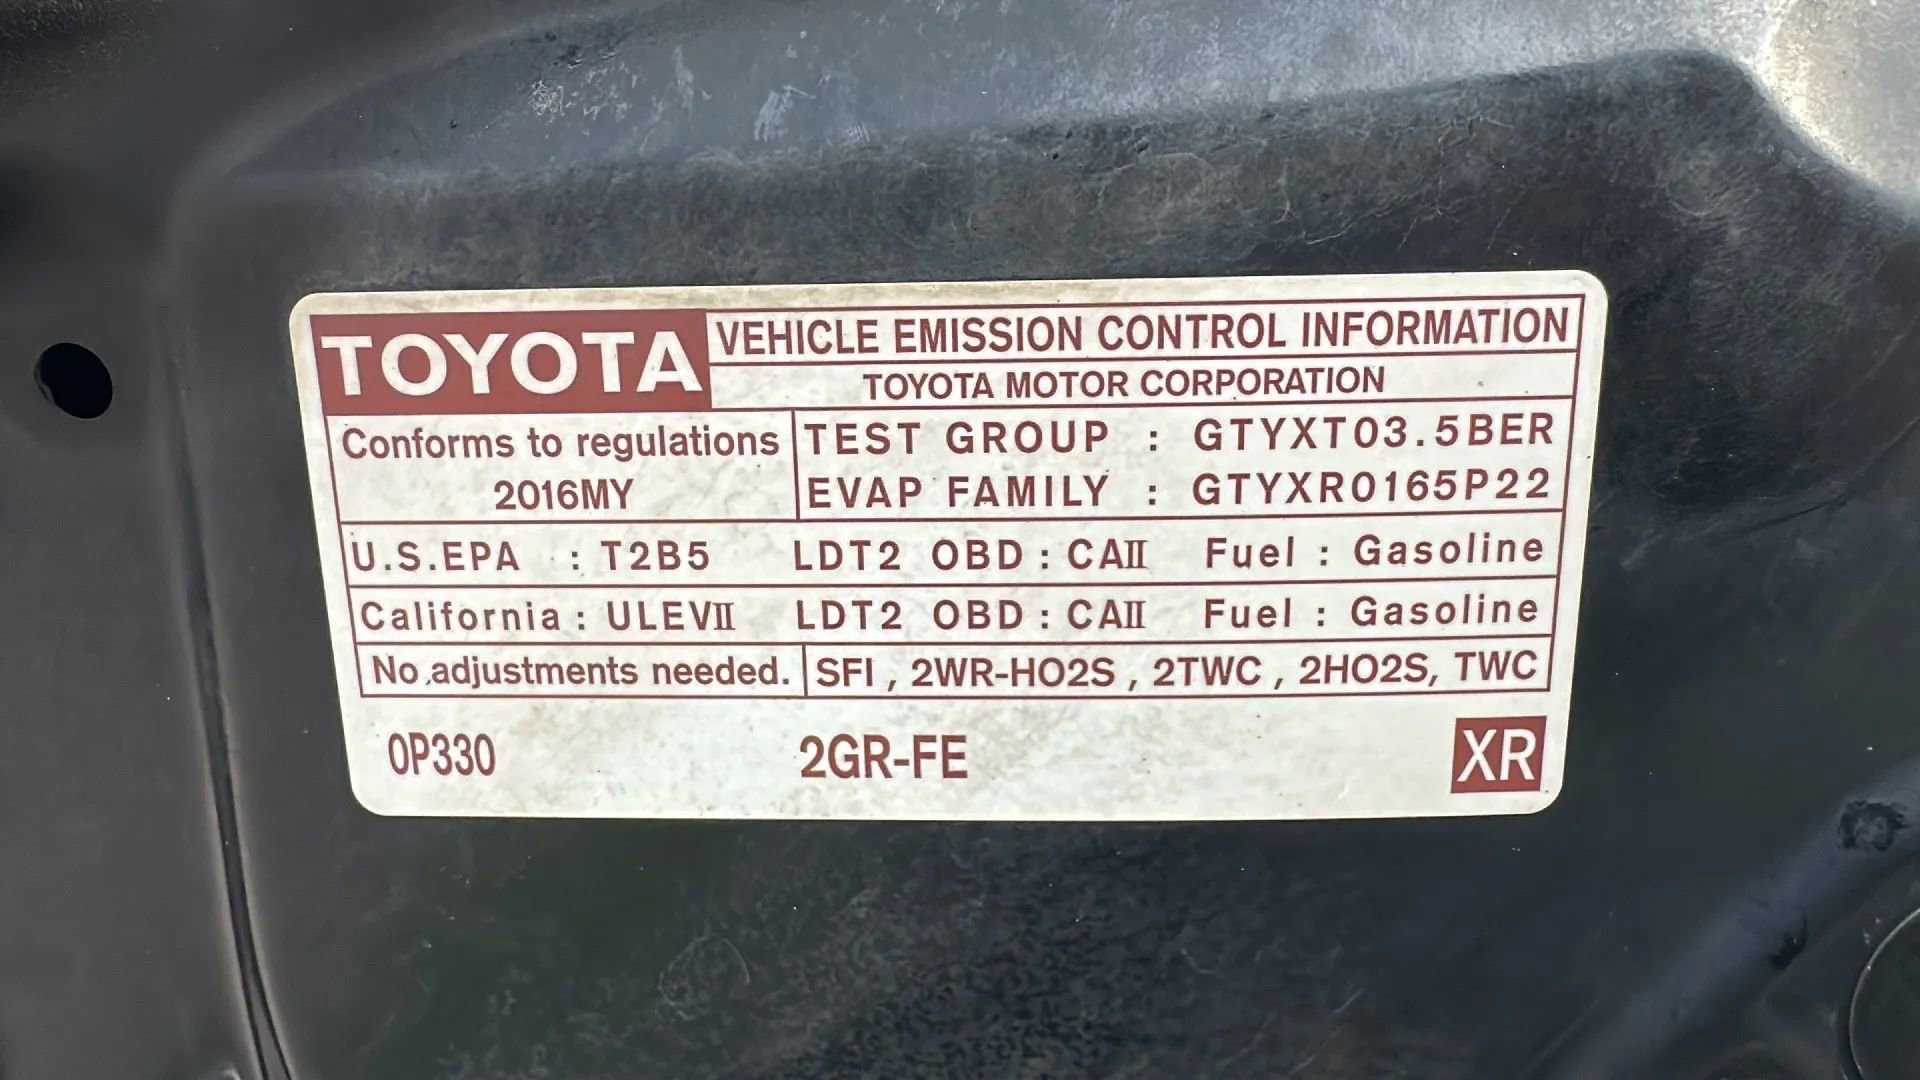 TOYOTA VEHICLE EMISSION CONTROL INFORMATION
TOYOTA MOTOR CORPORATION
Conforms to regulations
2016MY
TEST GROUP : GTYXT03.5BER
EVAP FAMILY : GTYXR0165P22
U.S.EPA : T2B5 LDT2 OBD : CAII Fuel : Gasoline
California : ULEVII LDT2 OBD : CAII Fuel : Gasoline
No adjustments needed. SFI , 2WR-HO2S , 2TWC , 2HO2S, TWC
0P330 2GR-FE XR